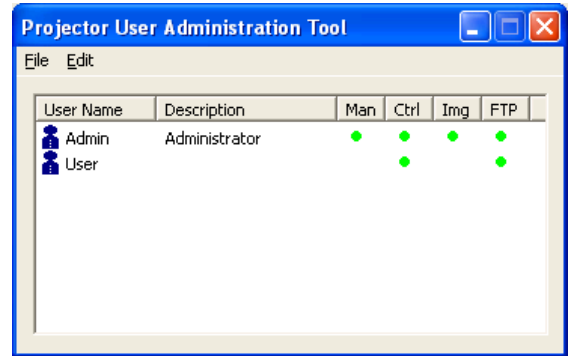 Projector User Administration Tool
File Edit
User Name Description Man Ctrl Img FTP
Admin Administrator
User